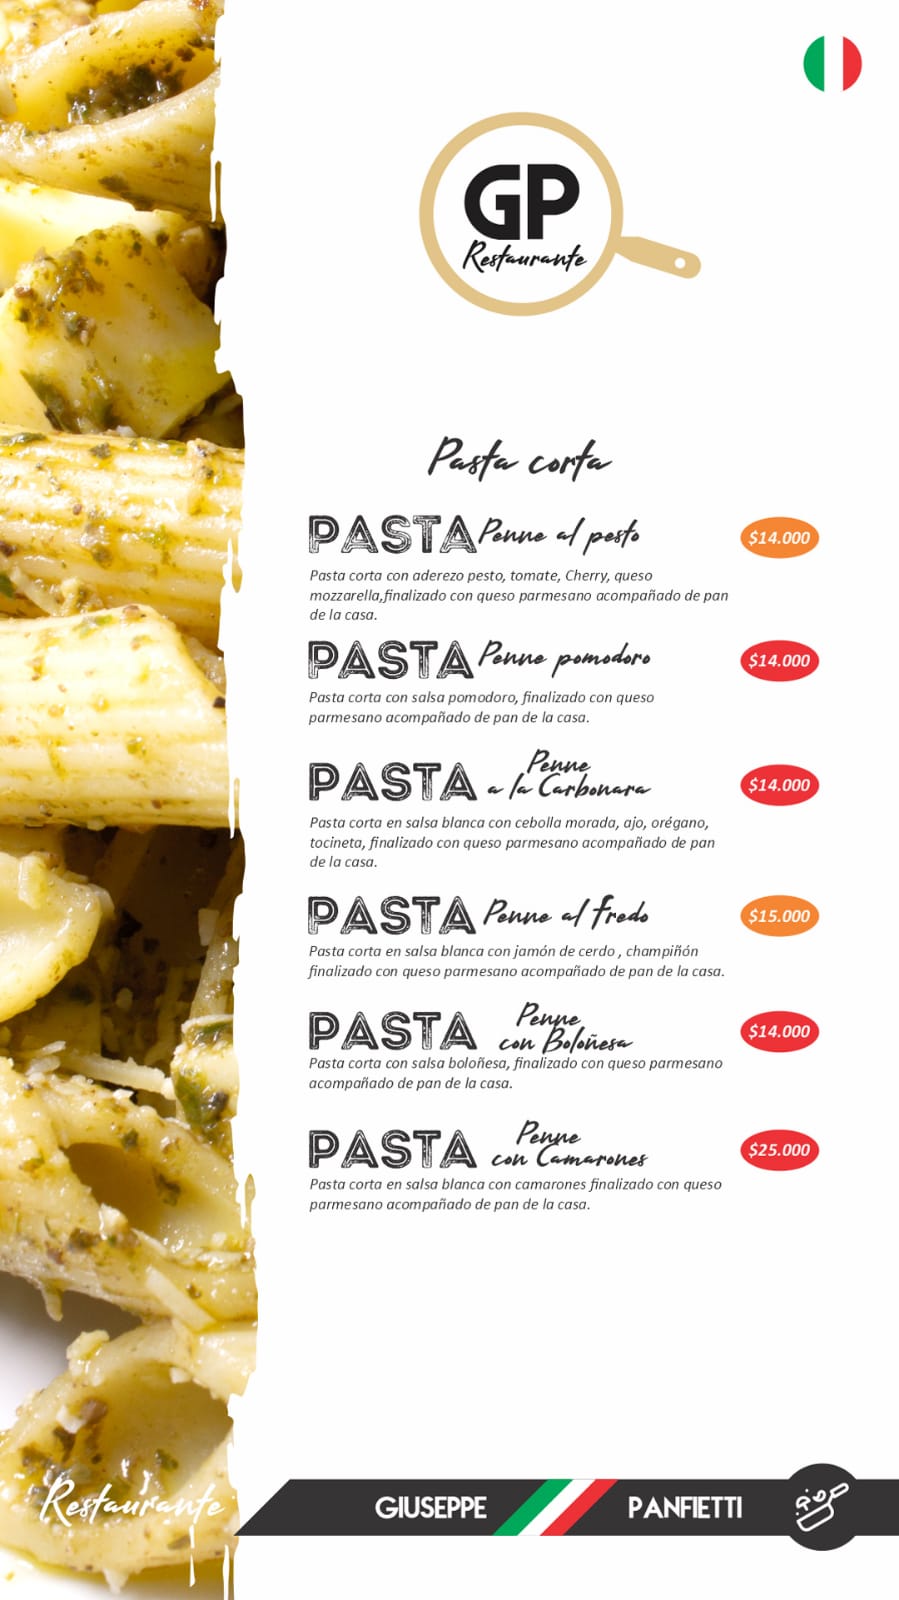 GP
Restaurante
Pasta corta
PASTA Penne al pesto
$14.000
Pasta corta con aderezo pesto, tomate, Cherry, queso
mozzarella,finalizado con queso parmesano acompañado de pan
de la casa.
PASTA Penne pomodoro
$14.000
Pasta corta con salsa pomodoro, finalizado con queso
parmesano acompañado de pan de la casa.
PASTA Penne
a la Carbonara
$14.000
Pasta corta en salsa blanca con cebolla morada, ajo, orégano,
tocineta, finalizado con queso parmesano acompañado de pan
de la casa.
PASTA Penne al fredo
$15.000
Pasta corta en salsa blanca con jamón de cerdo , champiñón
finalizado con queso parmesano acompañado de pan de la casa.
PASTA Penne
con Boloñesa
$14.000
Pasta corta con salsa boloñesa, finalizado con queso parmesano
acompañado de pan de la casa.
PASTA Penne
con Camarones
$25.000
Pasta corta en salsa blanca con camarones finalizado con queso
parmesano acompañado de pan de la casa.
Restaurante
GIUSEPPE PANFIETTI